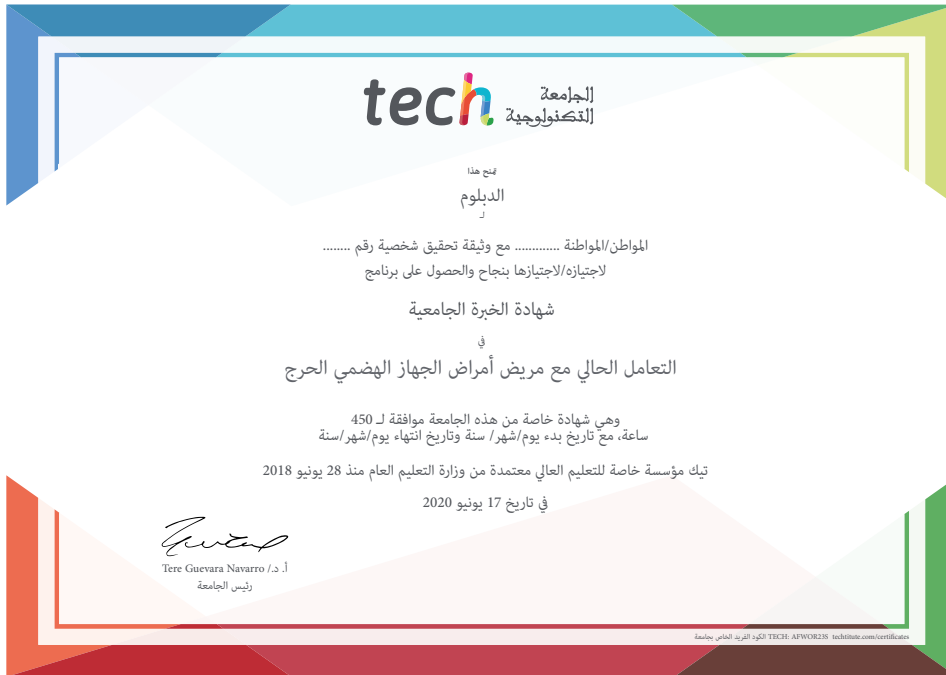 tech الجامعة
التكنولوجية
يمنح هذا
الدبلوم
لـ
المواطن/المواطنة ............ مع وثيقة تحقيق شخصية رقم ........
لاجتيازه/لاجتيازها بنجاح والحصول على برنامج
شهادة الخبرة الجامعية
في
التعامل الحالي مع مريض أمراض الجهاز الهضمي الحرج
وهي شهادة خاصة من هذه الجامعة موافقة لـ 450
ساعة، مع تاريخ بدء يوم/شهر/ سنة وتاريخ انتهاء يوم/شهر/سنة
تيك مؤسسة خاصة للتعليم العالي معتمدة من وزارة التعليم العام منذ 28 يونيو 2018
في تاريخ 17 يونيو 2020
أ. د./ Tere Guevara Navarro
رئيس الجامعة
الكود الفريد الخاص بجامعة TECH: AFWOR23S techtitute.com/certificates